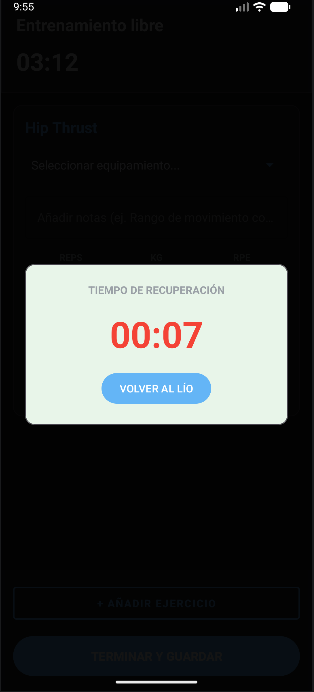 9:55
Entrenamiento libre
03:12
Hip Thrust
Seleccionar equipamiento...
Añadir notas (ej. Rango de movimiento co...
REPS KG RPE
TIEMPO DE RECUPERACIÓN
00:07
VOLVER AL LÍO
+ AÑADIR EJERCICIO
TERMINAR Y GUARDAR